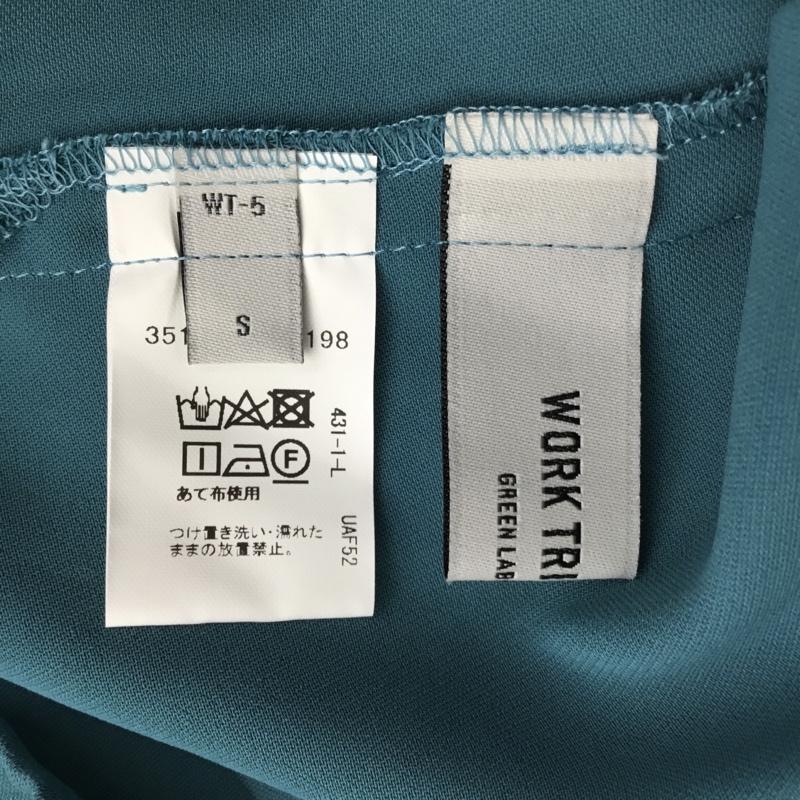 WT-5
S
351
198
F
あて布使用
つけ置き洗い・濡れた
ままの放置禁止。
431-1-L
UAF52
WORK TRI
GREEN LAB